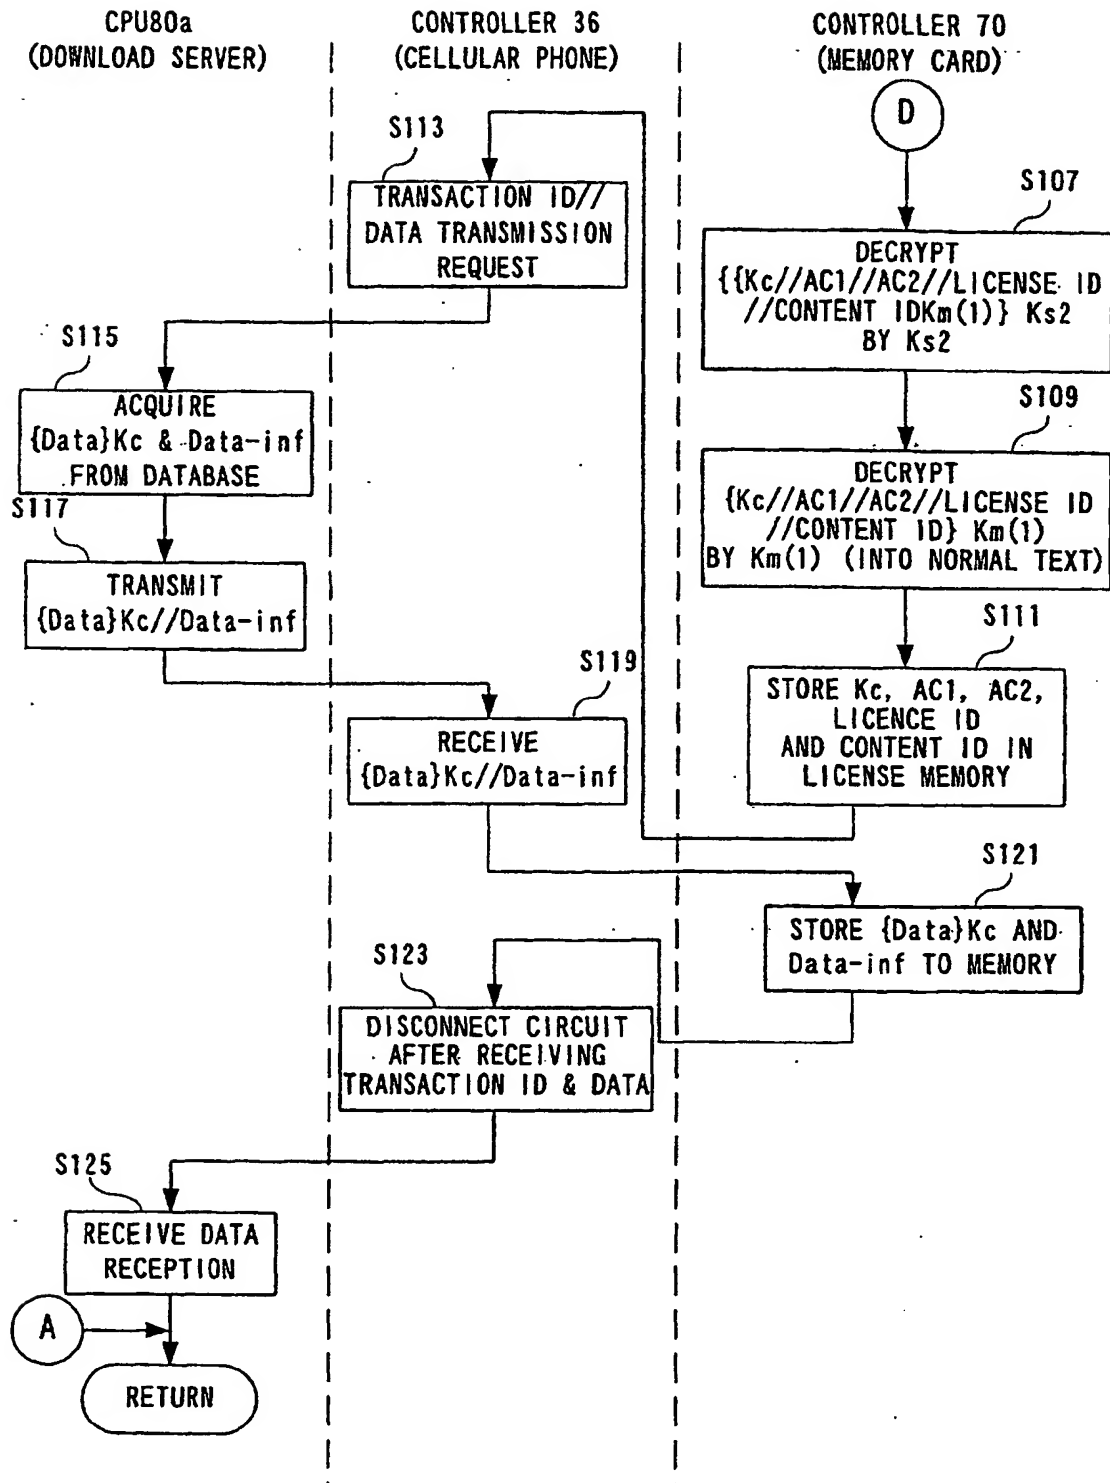 CPU80a
(DOWNLOAD SERVER)
CONTROLLER 36
(CELLULAR PHONE)
CONTROLLER 70
(MEMORY CARD)
D
S107
DECRYPT
{{Kc//AC1//AC2//LICENSE ID
//CONTENT IDKm(1)} Ks2
BY Ks2
S109
DECRYPT
{Kc//AC1//AC2//LICENSE ID
//CONTENT ID} Km(1)
BY Km(1) (INTO NORMAL TEXT)
S111
STORE Kc, AC1, AC2,
LICENCE ID
AND CONTENT ID IN
LICENSE MEMORY
S113
TRANSACTION ID//
DATA TRANSMISSION
REQUEST
S115
ACQUIRE
{Data}Kc & Data-inf
FROM DATABASE
S117
TRANSMIT
{Data}Kc//Data-inf
S119
RECEIVE
{Data}Kc//Data-inf
S121
STORE {Data}Kc AND
Data-inf TO MEMORY
S123
DISCONNECT CIRCUIT
AFTER RECEIVING
TRANSACTION ID & DATA
S125
RECEIVE DATA
RECEPTION
A
RETURN